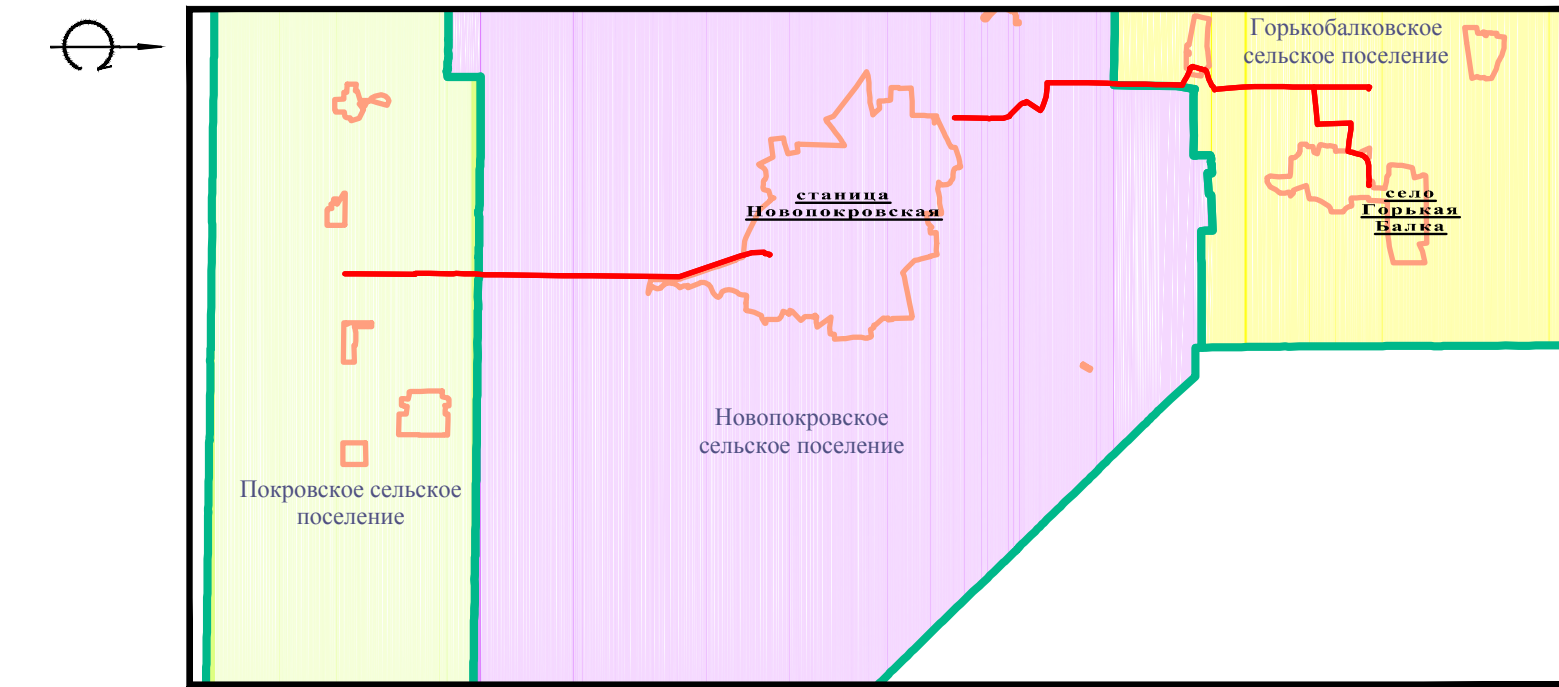 Горькобалковское
сельское поселение
станица
Новопокровская
село
Горькая
Балка
Новопокровское
сельское поселение
Покровское сельское
поселение